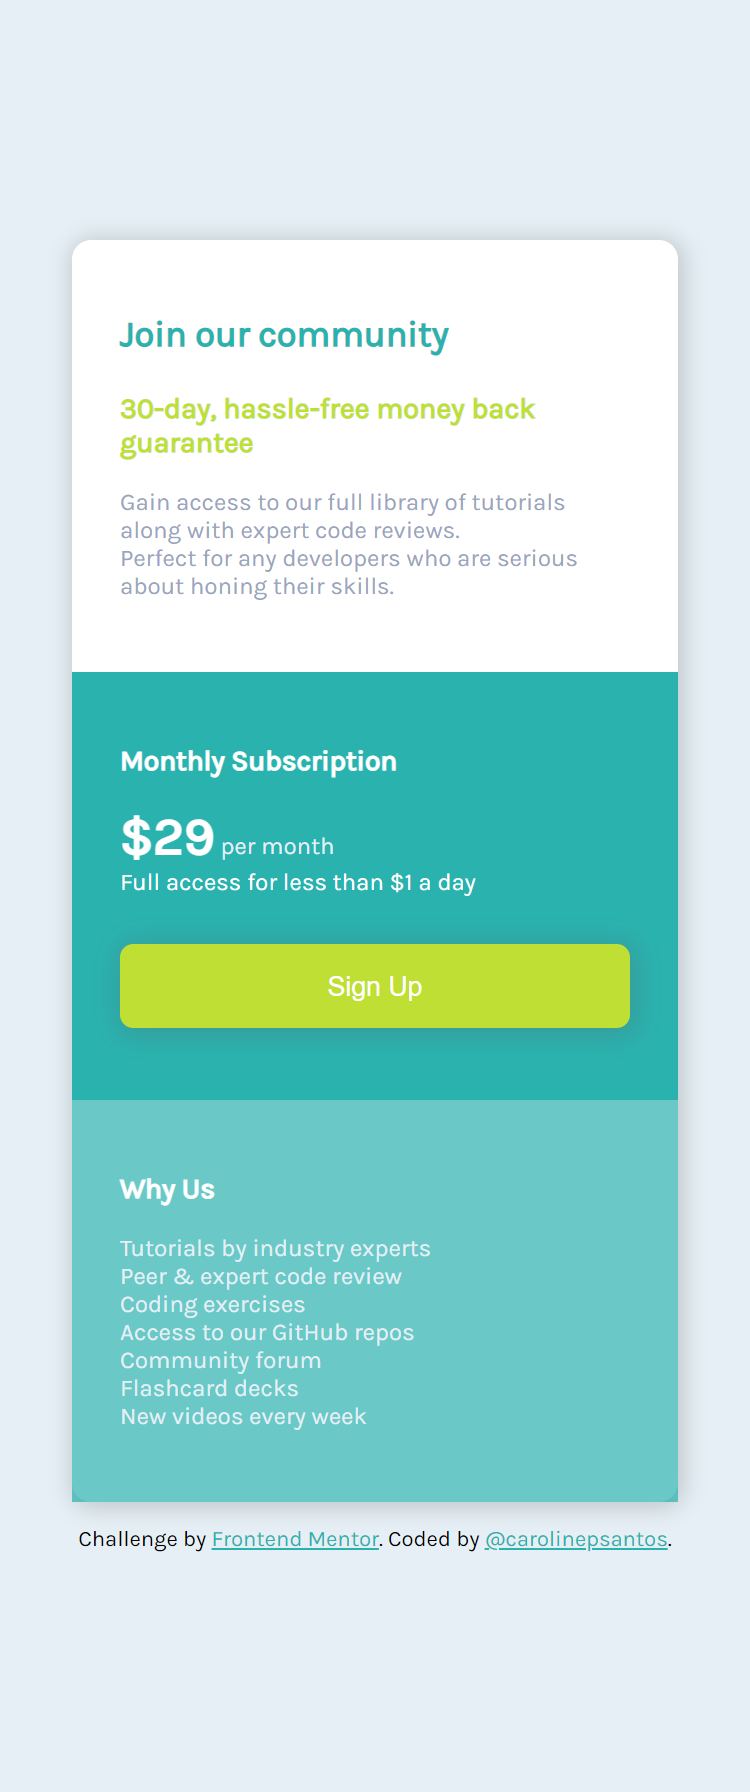 Join our community
30-day, hassle-free money back
guarantee
Gain access to our full library of tutorials
along with expert code reviews.
Perfect for any developers who are serious
about honing their skills.
Monthly Subscription
$29 per month
Full access for less than $1 a day
Sign Up
Why Us
Tutorials by industry experts
Peer & expert code review
Coding exercises
Access to our GitHub repos
Community forum
Flashcard decks
New videos every week
Challenge by Frontend Mentor. Coded by @carolinepsantos.